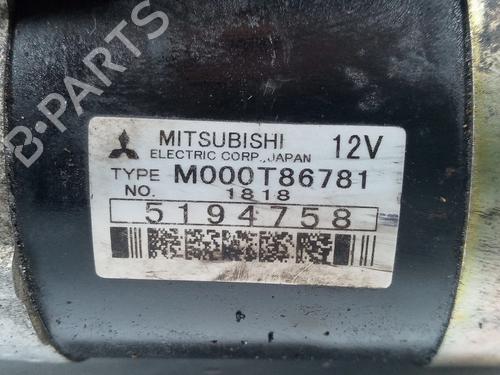 B-PARTS
MITSUBISHI 12V
ELECTRIC CORP.,JAPAN
TYPE M000T86781
NO. 1818
5194758